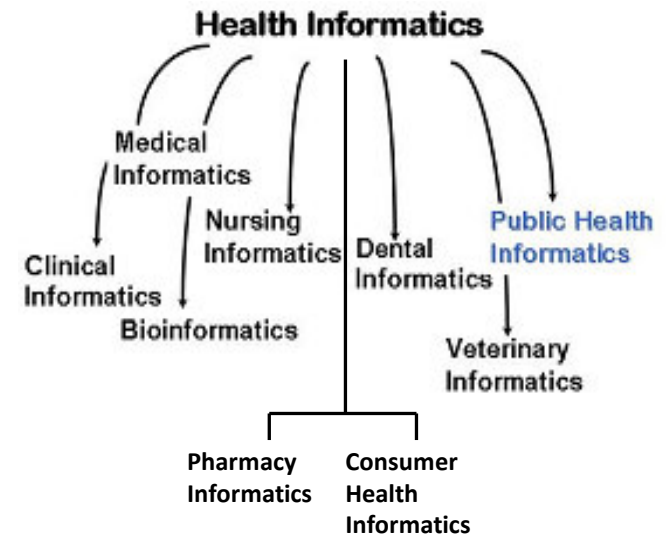 Health Informatics
Medical
Informatics
Nursing
Informatics
Public Health
Informatics
Dental
Informatics
Clinical
Informatics
Bioinformatics
Veterinary
Informatics
Pharmacy
Informatics
Consumer
Health
Informatics